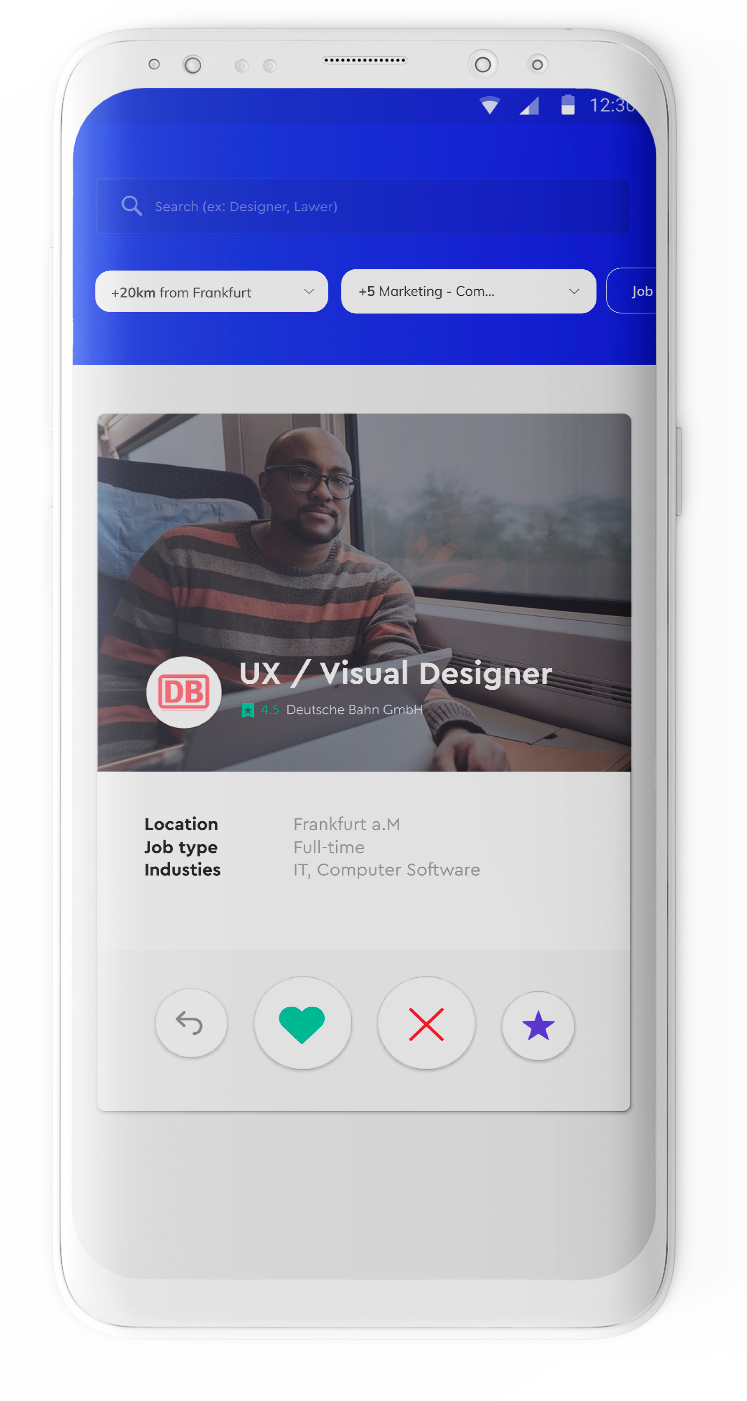 12:30
Search (ex: Designer, Lawer)
+20km from Frankfurt
+5 Marketing - Com...
Job
UX / Visual Designer
DB
4.5 Deutsche Bahn GmbH
Location Frankfurt a.M
Job type Full-time
Industies IT, Computer Software